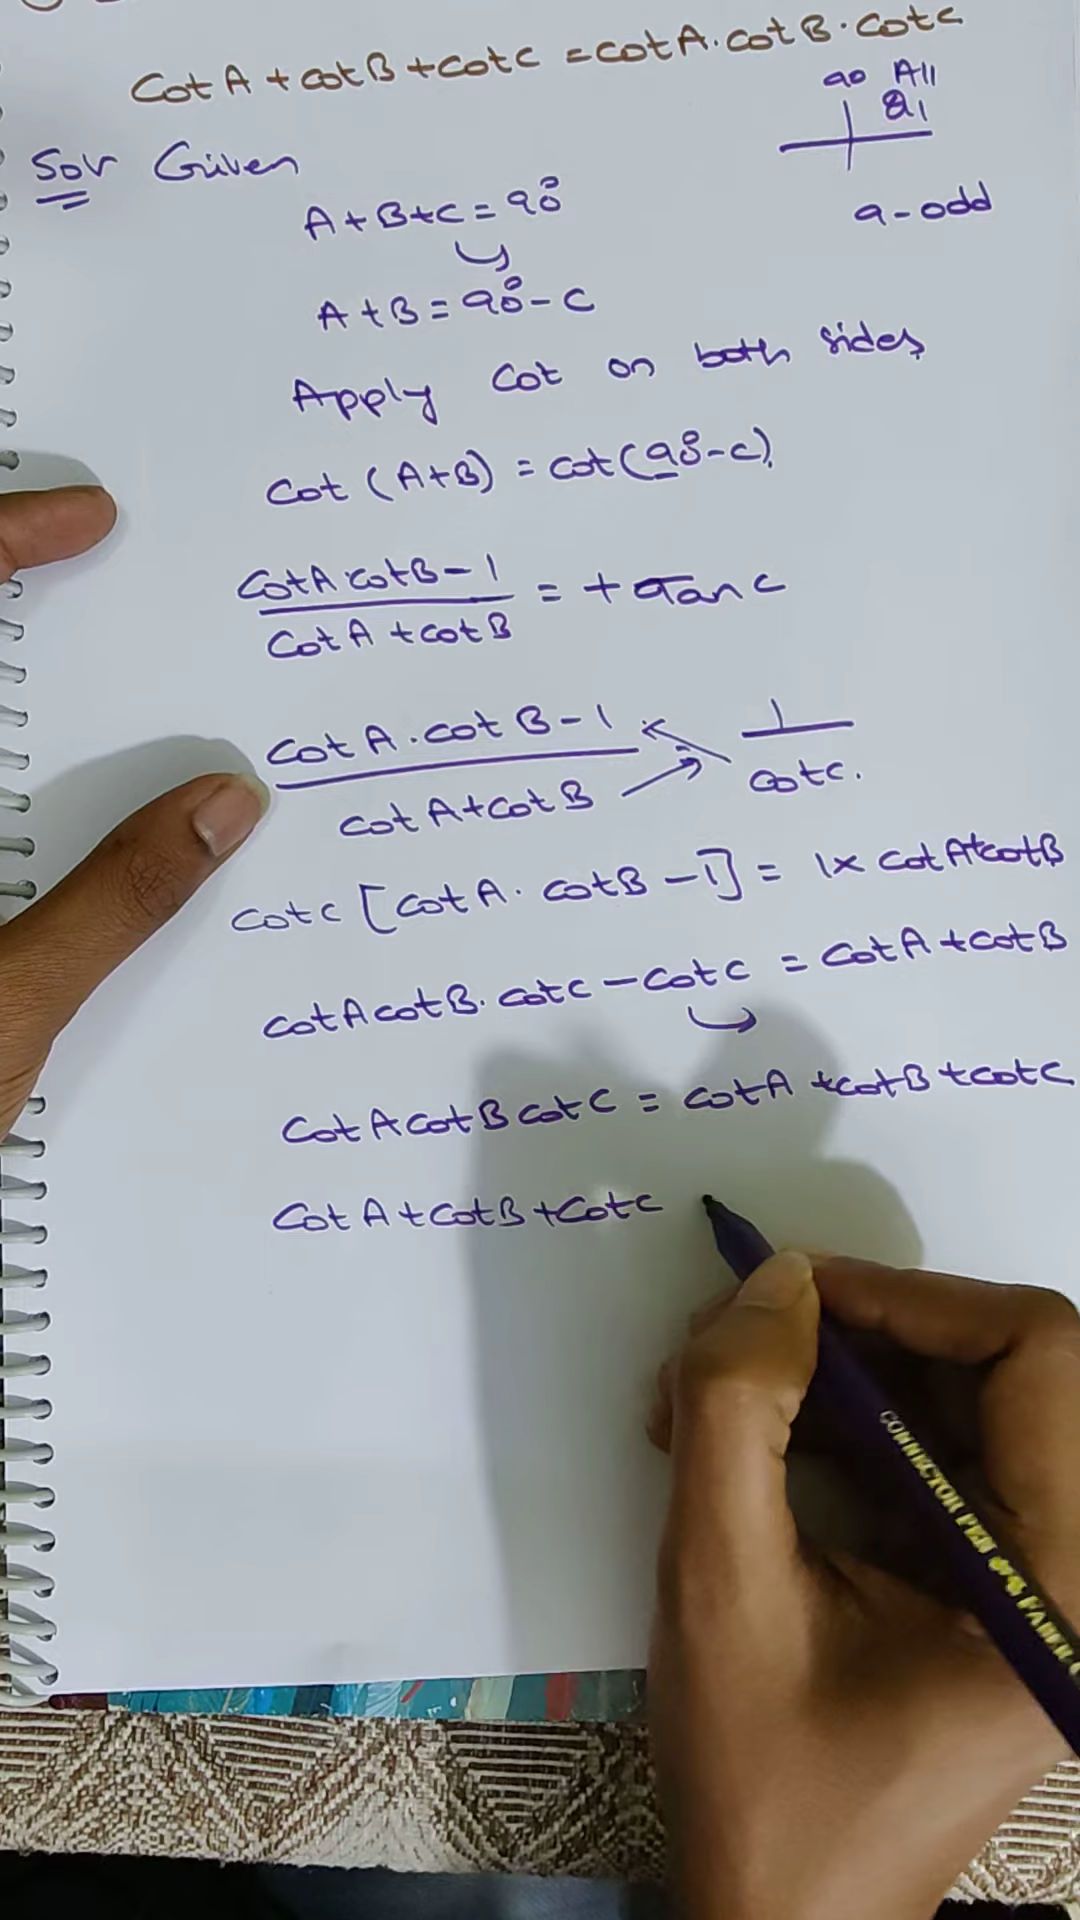 Cot A + cot B + cot C = cot A . cot B . cot C
90 All
Q1
9 - odd
Sol Given
A + B + C = 90°
A + B = 90° - C
Apply Cot on both sides
Cot (A+B) = cot (90° - C)
Cot A cot B - 1 / Cot A + cot B = + Tan C
Cot A . cot B - 1 / cot A + cot B 1 / cot C.
Cot C [cot A . cot B - 1] = 1 x cot A + cot B
cot A cot B . cot C - cot C = cot A + cot B
Cot A cot B cot C = cot A + cot B + cot C
Cot A + cot B + cot C
CONNECTOR PEN